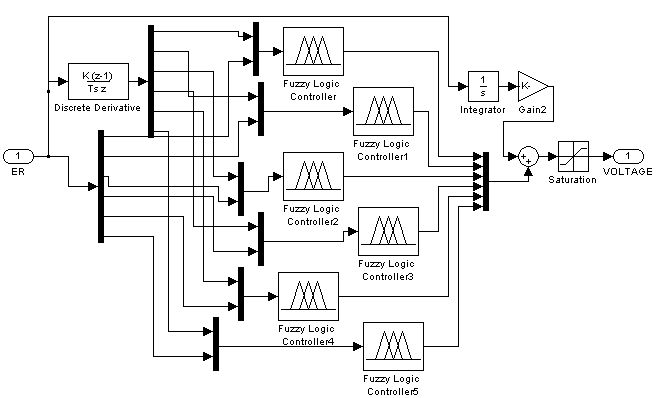 K (z-1)
Ts z
Discrete Derivative
Fuzzy Logic
Controller
1
s
Integrator
K-
Gain2
Fuzzy Logic
Controller1
1
ER
Saturation
1
VOLTAGE
Fuzzy Logic
Controller2
Fuzzy Logic
Controller3
Fuzzy Logic
Controller4
Fuzzy Logic
Controller5